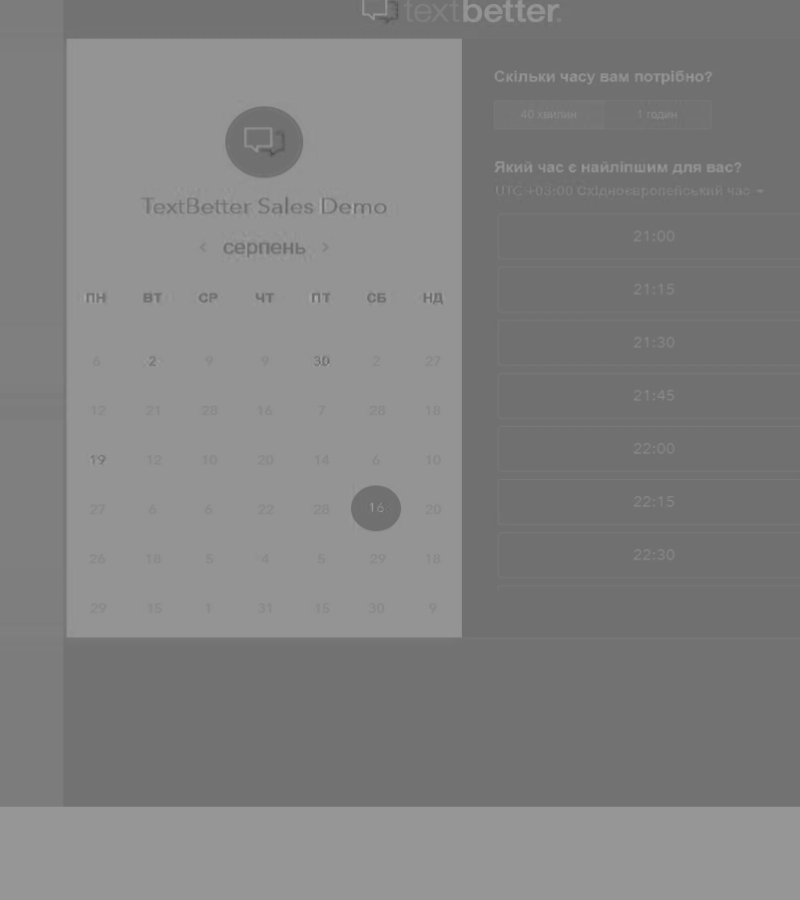 textbetter.
TextBetter Sales Demo
< серпень >
ПН ВТ СР ЧТ ПТ СБ НД
6 2 9 9 30 2 27
12 21 28 16 7 28 18
19 12 10 20 14 6 10
27 6 6 22 28 16 20
26 18 5 4 5 29 18
29 15 1 31 15 30 9
Скільки часу вам потрібно?
40 хвилин 1 годин
Який час є найліпшим для вас?
UTC +03:00 Східноєвропейський час
21:00
21:15
21:30
21:45
22:00
22:15
22:30